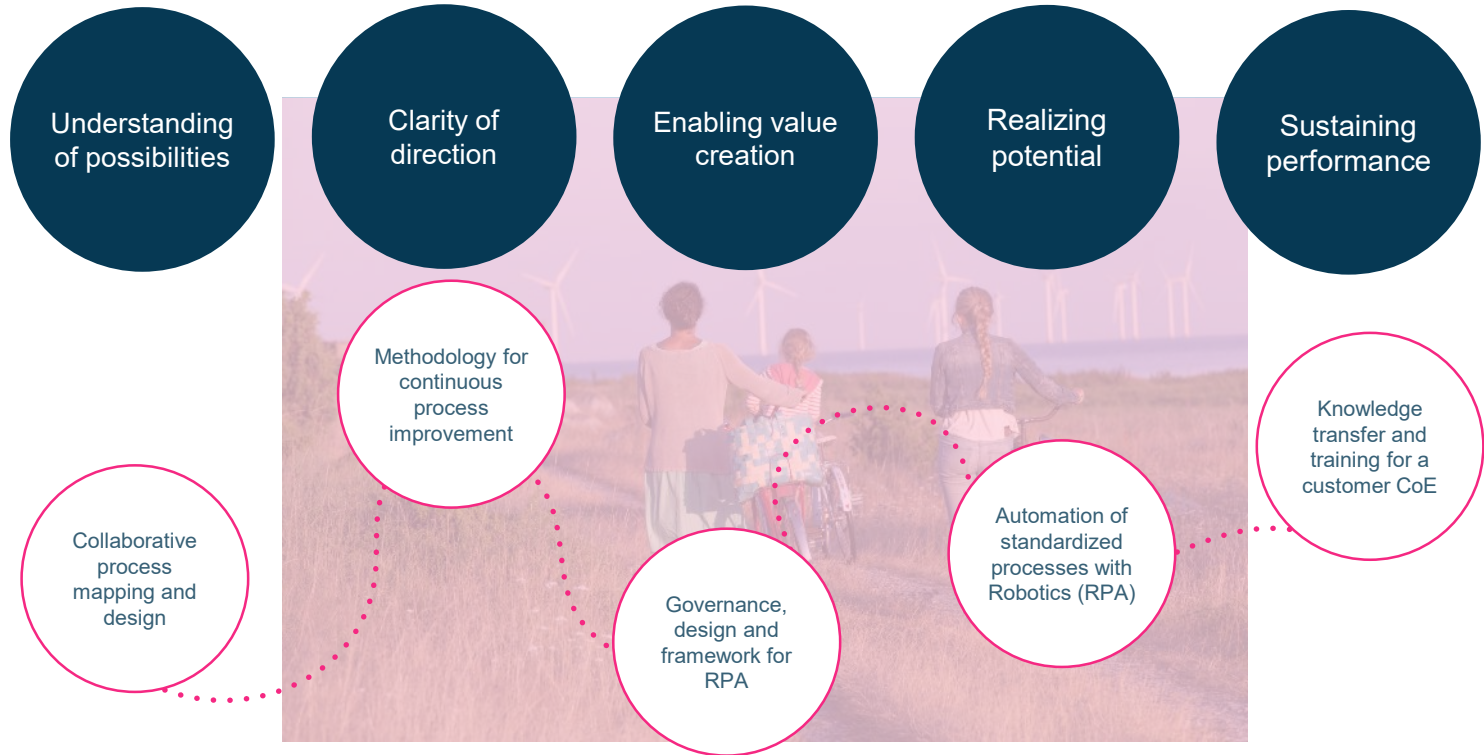 Understanding
of possibilities
Clarity of
direction
Enabling value
creation
Realizing
potential
Sustaining
performance
Collaborative
process
mapping and
design
Methodology for
continuous
process
improvement
Governance,
design and
framework for
RPA
Automation of
standardized
processes with
Robotics (RPA)
Knowledge
transfer and
training for a
customer CoE